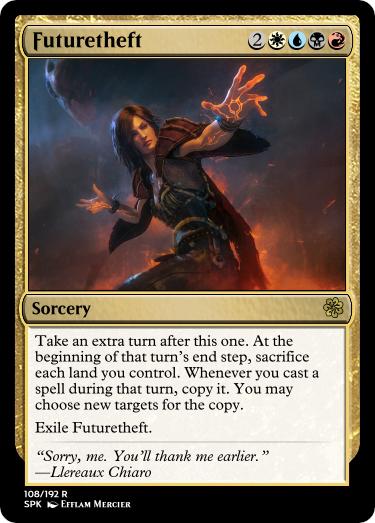 Futuretheft 2
Sorcery
Take an extra turn after this one. At the
beginning of that turn's end step, sacrifice
each land you control. Whenever you cast a
spell during that turn, copy it. You may
choose new targets for the copy.
Exile Futuretheft.
“Sorry, me. You'll thank me earlier.”
—Llereaux Chiaro
108/192 R
SPK Efflam Mercier